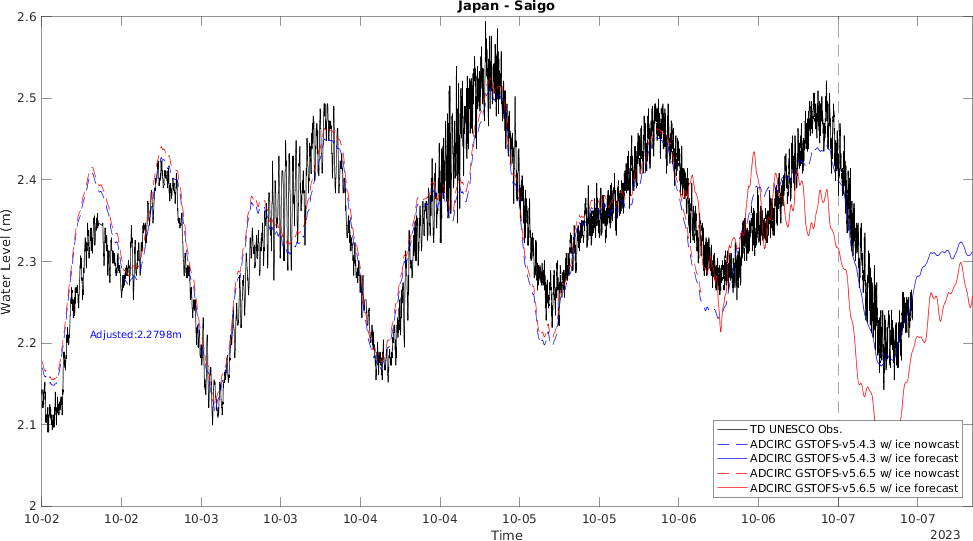 Japan - Saigo
2.6
2.5
2.4
2.3
2.2
2.1
2
Water Level (m)
Adjusted:2.2798m
TD UNESCO Obs.
ADCIRC GSTOFS-v5.4.3 w/ ice nowcast
ADCIRC GSTOFS-v5.4.3 w/ ice forecast
ADCIRC GSTOFS-v5.6.5 w/ ice nowcast
ADCIRC GSTOFS-v5.6.5 w/ ice forecast
10-02 10-02 10-03 10-03 10-04 10-04 10-05 10-05 10-06 10-06 10-07 10-07
Time
2023